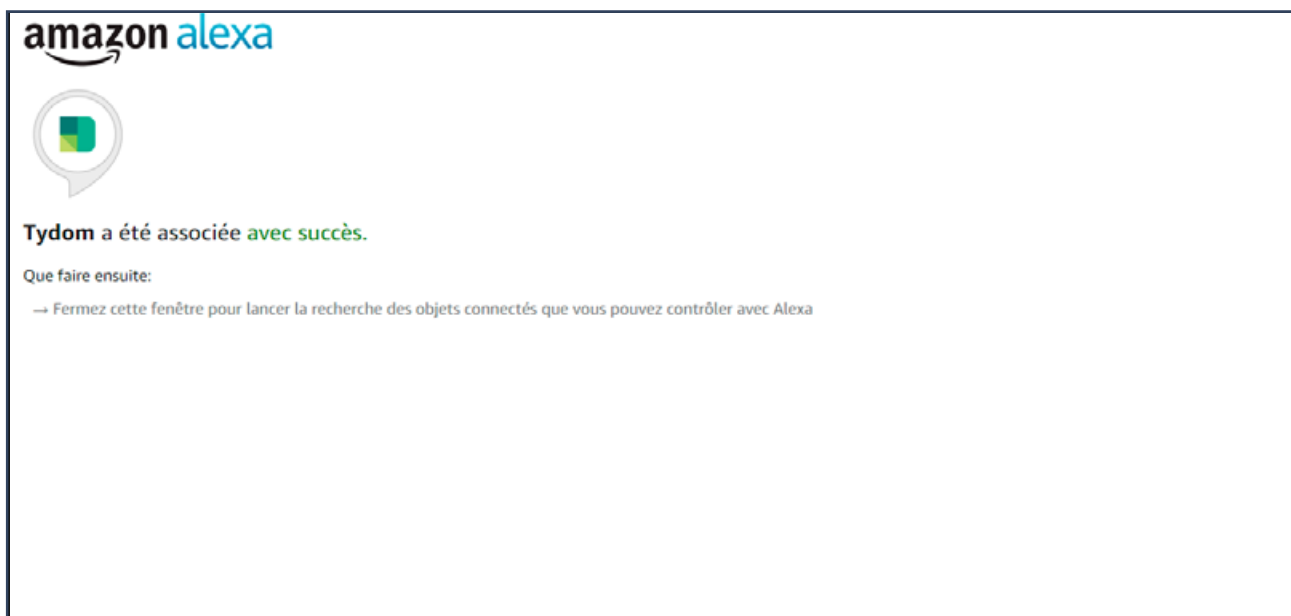 amazon alexa
Tydom a été associée avec succès.
Que faire ensuite:
→ Fermez cette fenêtre pour lancer la recherche des objets connectés que vous pouvez contrôler avec Alexa